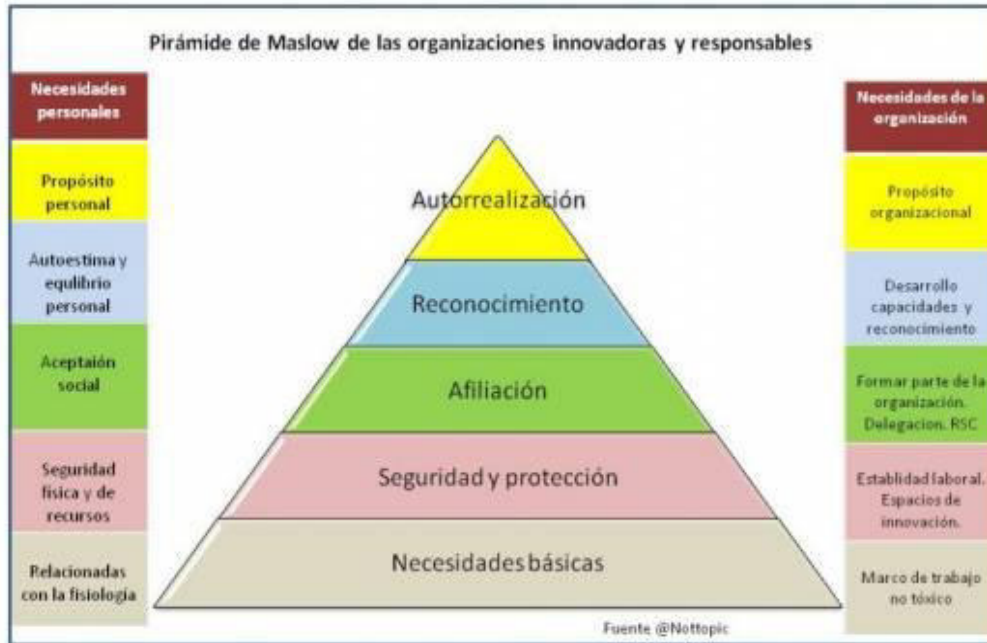 Pirámide de Maslow de las organizaciones innovadoras y responsables
Necesidades
personales
Propósito
personal
Autoestima y
equlibrio
personal
Aceptaión
social
Seguridad
física y de
recursos
Relacionadas
con la fisiología
Autorrealización
Reconocimiento
Afiliación
Seguridad y protección
Necesidades básicas
Necesidades de la
organización
Propósito
organizacional
Desarrollo
capacidades y
reconocimiento
Formar parte de la
organización.
Delegacion. RSC
Establidad laboral.
Espacios de
innovación.
Marco de trabajo
no tóxico
Fuente @Nottopic